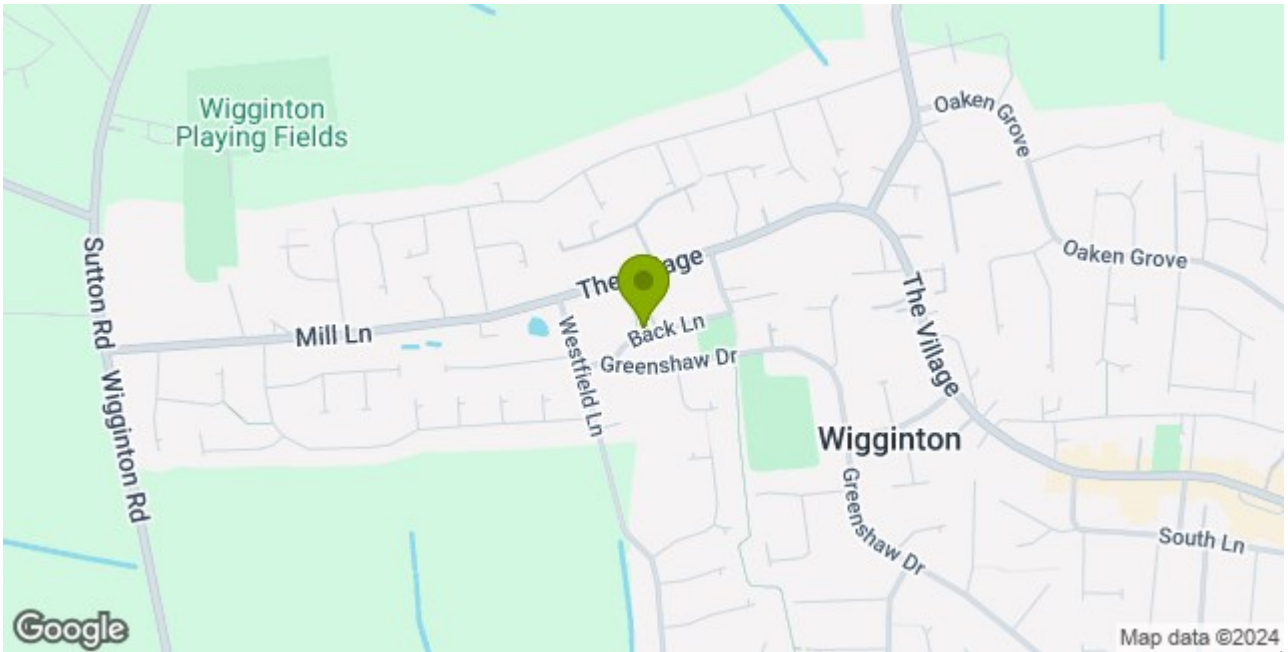 Wigginton
Playing Fields
Oaken Grove
Oaken Grove
Sutton Rd
The Village
The Village
Mill Ln
Back Ln
Greenshaw Dr
Westfield Ln
Wigginton Rd
Wigginton
Greenshaw Dr
South Ln
Google
Map data ©2024